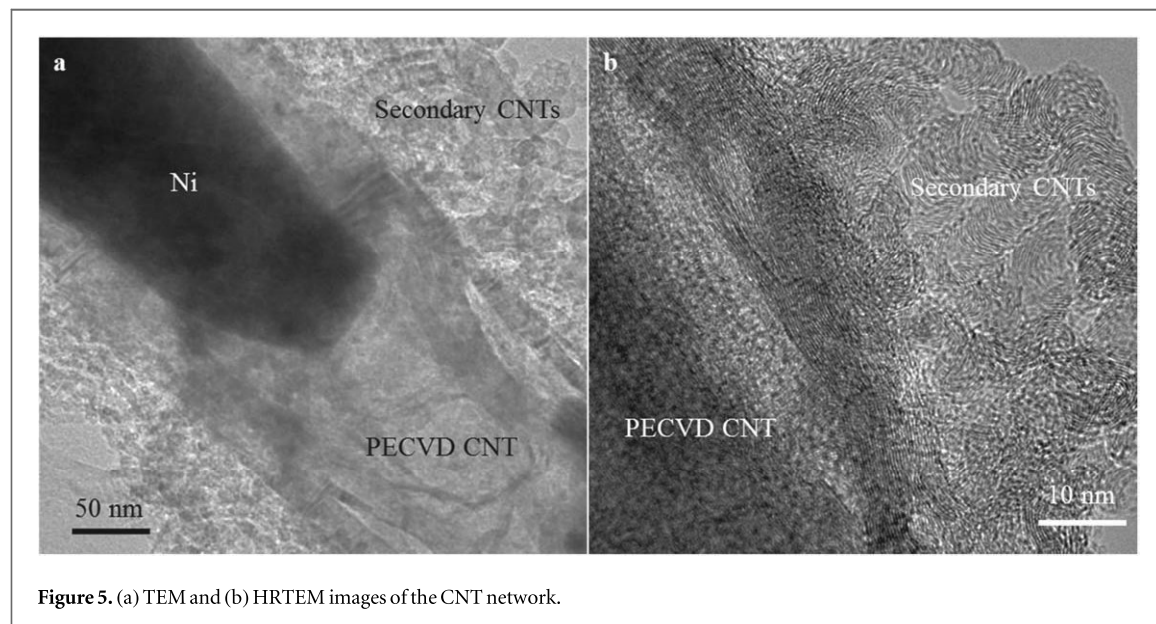 a
Secondary CNTs
Ni
PECVD CNT
50 nm
b
Secondary CNTs
PECVD CNT
10 nm
Figure 5. (a) TEM and (b) HRTEM images of the CNT network.